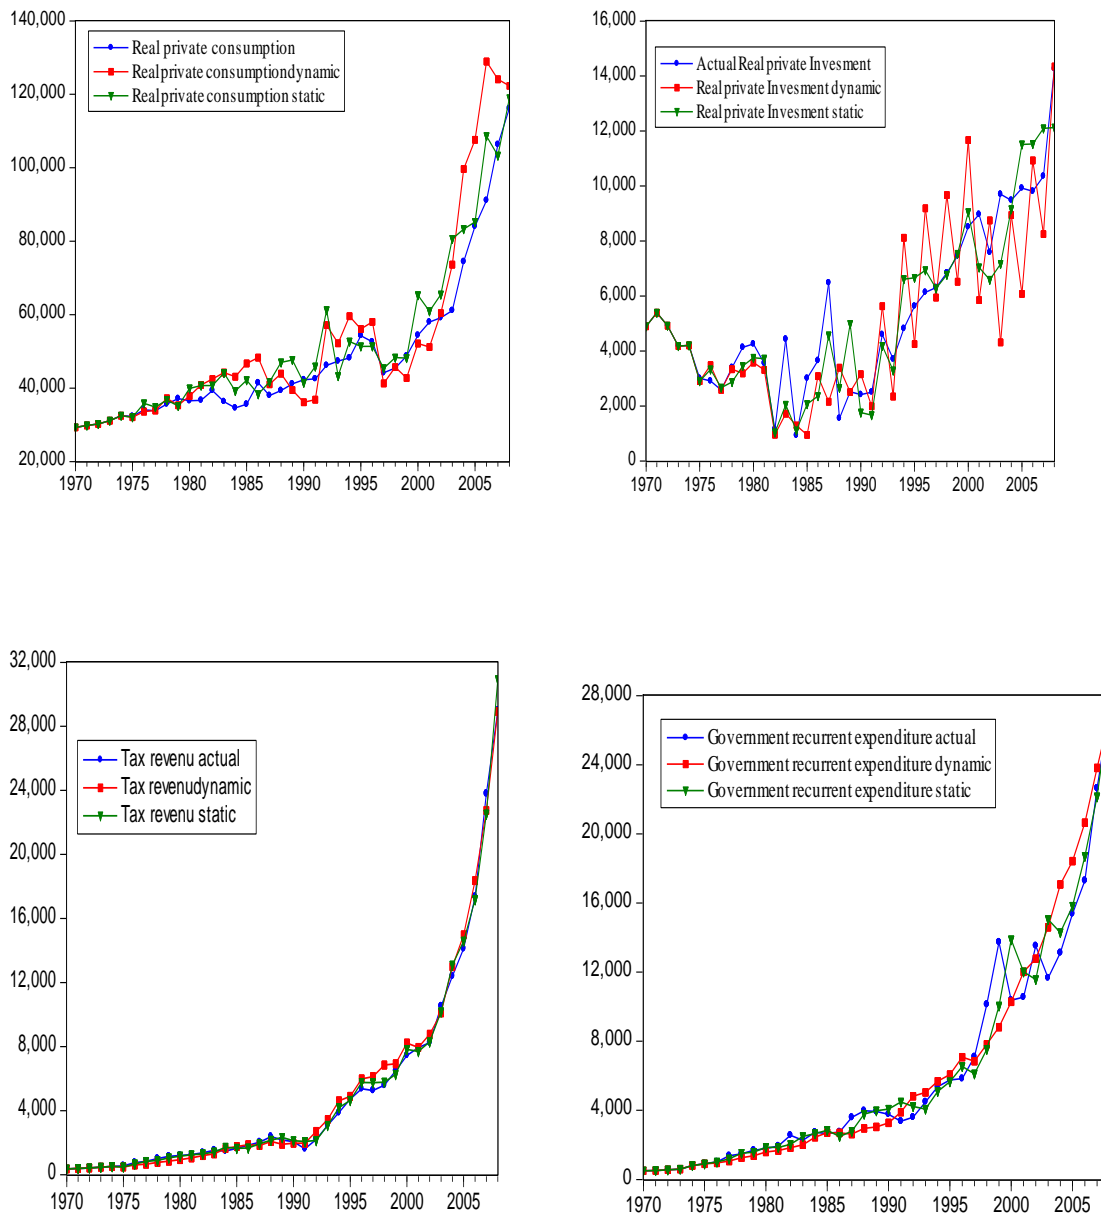 140,000
120,000
100,000
80,000
60,000
40,000
20,000
1970 1975 1980 1985 1990 1995 2000 2005
Real private consumption
Real private consumptiondynamic
Real private consumption static
16,000
14,000
12,000
10,000
8,000
6,000
4,000
2,000
0
1970 1975 1980 1985 1990 1995 2000 2005
Actual Real private Invesment
Real private Invesment dynamic
Real private Invesment static
32,000
28,000
24,000
20,000
16,000
12,000
8,000
4,000
0
1970 1975 1980 1985 1990 1995 2000 2005
Tax revenu actual
Tax revenudynamic
Tax revenu static
28,000
24,000
20,000
16,000
12,000
8,000
4,000
0
1970 1975 1980 1985 1990 1995 2000 2005
Government recurrent expenditure actual
Government recurrent expenditure dynamic
Government recurrent expenditure static